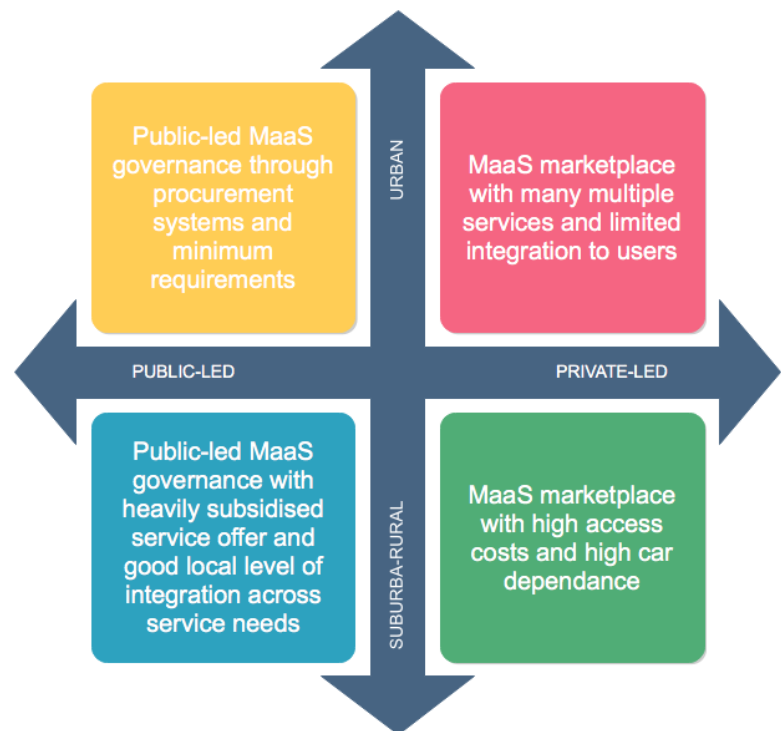 Public-led MaaS
governance through
procurement
systems and
minimum
requirements
URBAN
MaaS marketplace
with many multiple
services and limited
integration to users
PUBLIC-LED
PRIVATE-LED
Public-led MaaS
governance with
heavily subsidised
service offer and
good local level of
integration across
service needs
SUBURBA-RURAL
MaaS marketplace
with high access
costs and high car
dependance